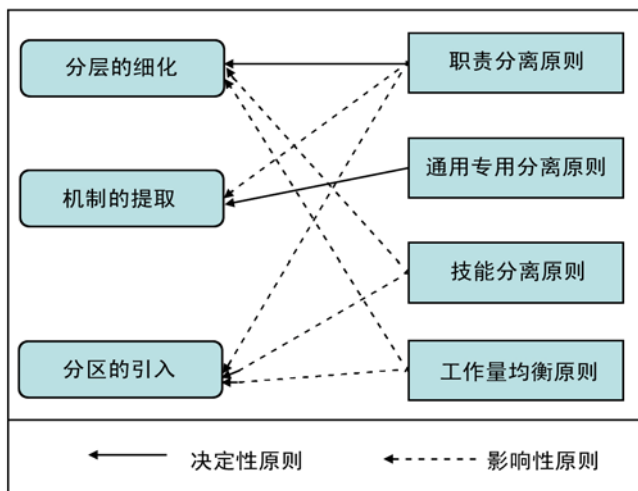 分层的细化
职责分离原则
机制的提取
通用专用分离原则
技能分离原则
分区的引入
工作量均衡原则
决定性原则
影响性原则